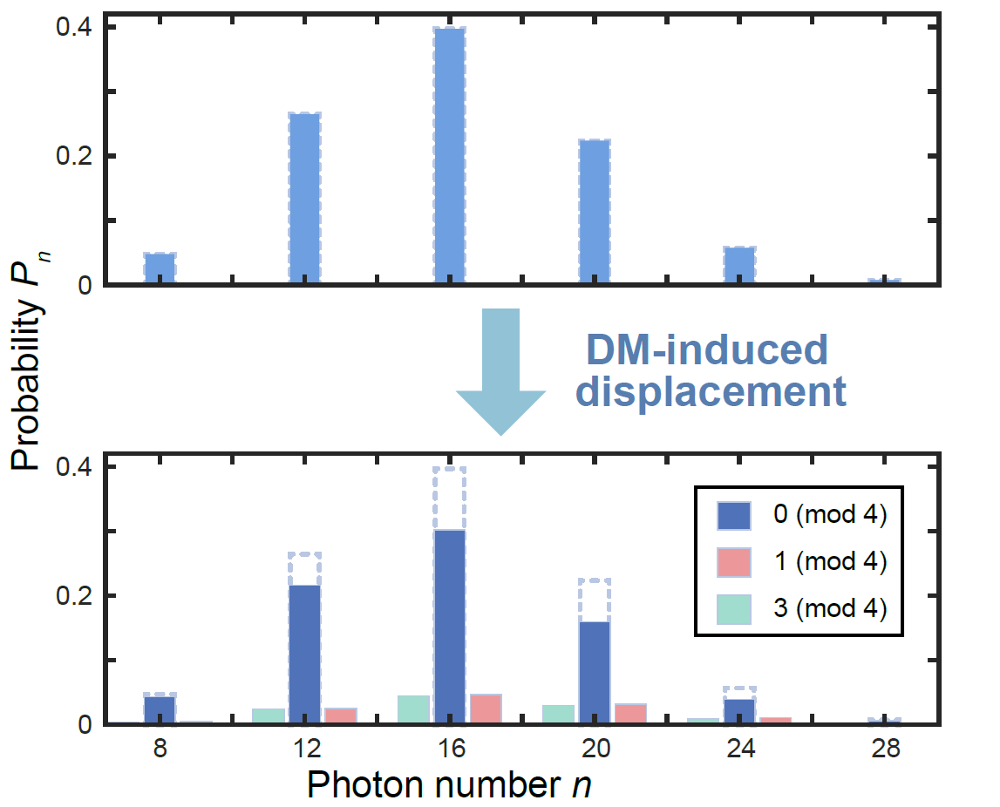 0.4
0.2
0
Probability Pn
DM-induced
displacement
0.4
0.2
0
0 (mod 4)
1 (mod 4)
3 (mod 4)
8 12 16 20 24 28
Photon number n